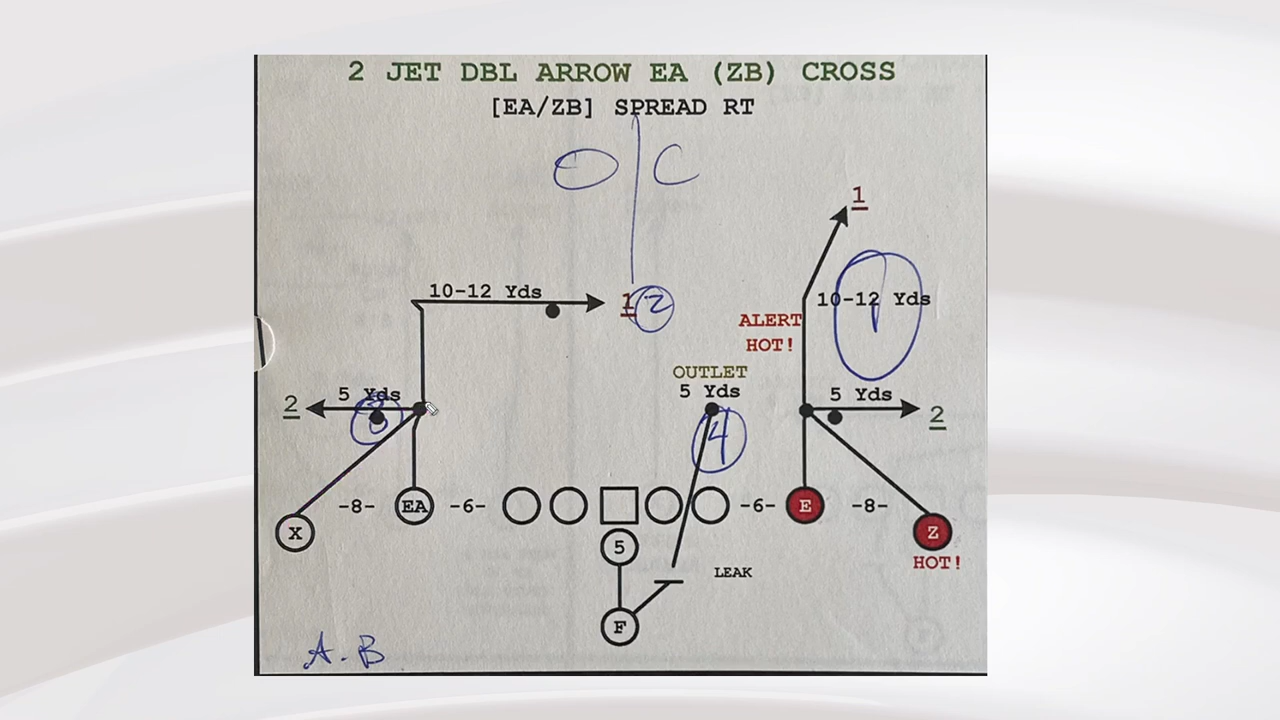 2 JET DBL ARROW EA (ZB) CROSS
[EA/ZB] SPREAD RT
O C
1
10-12 Yds
1 2
10-12 Yds
1
ALERT
HOT!
OUTLET
5 Yds
5 Yds
5 Yds
2
3
4
2
X
-8-
EA
-6-
-6-
E
-8-
Z
HOT!
5
LEAK
F
A.B